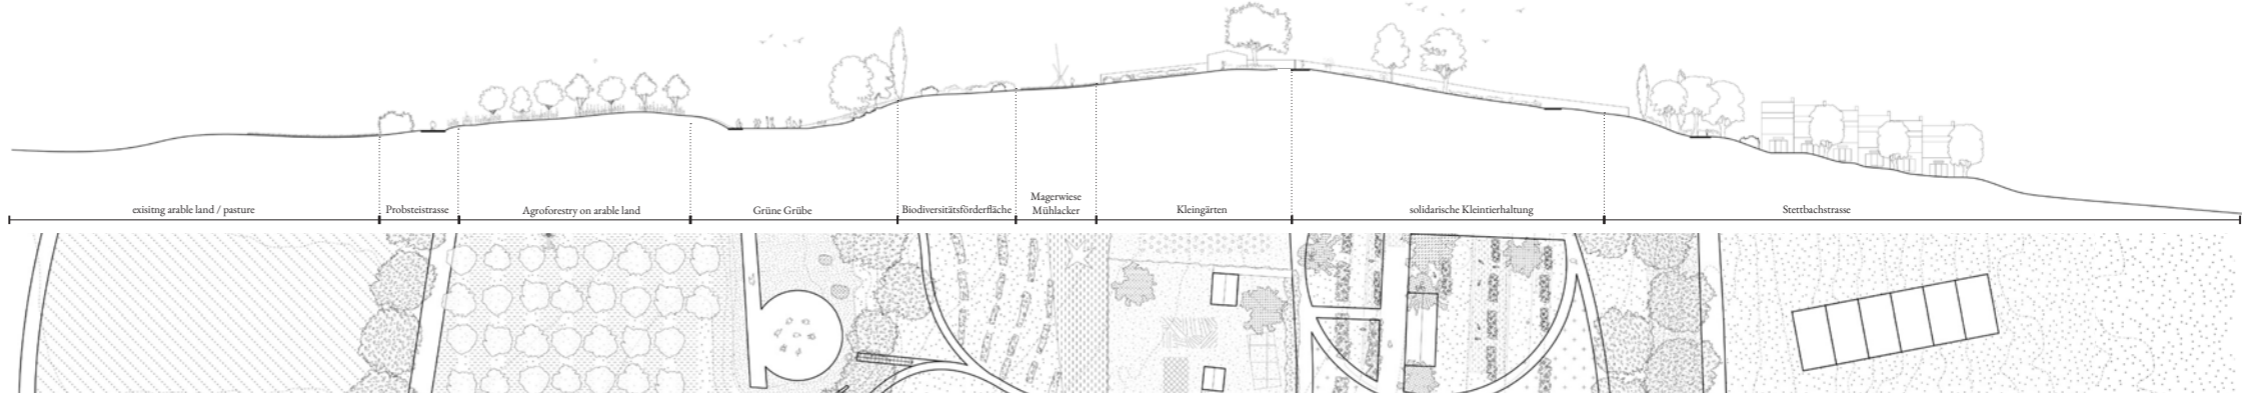 exisitng arable land / pasture
Probsteistrasse
Agroforestry on arable land
Grüne Grübe
Biodiversitätsförderfläche
Magerwiese
Mühlacker
Kleingärten
solidarische Kleintierhaltung
Stettbachstrasse